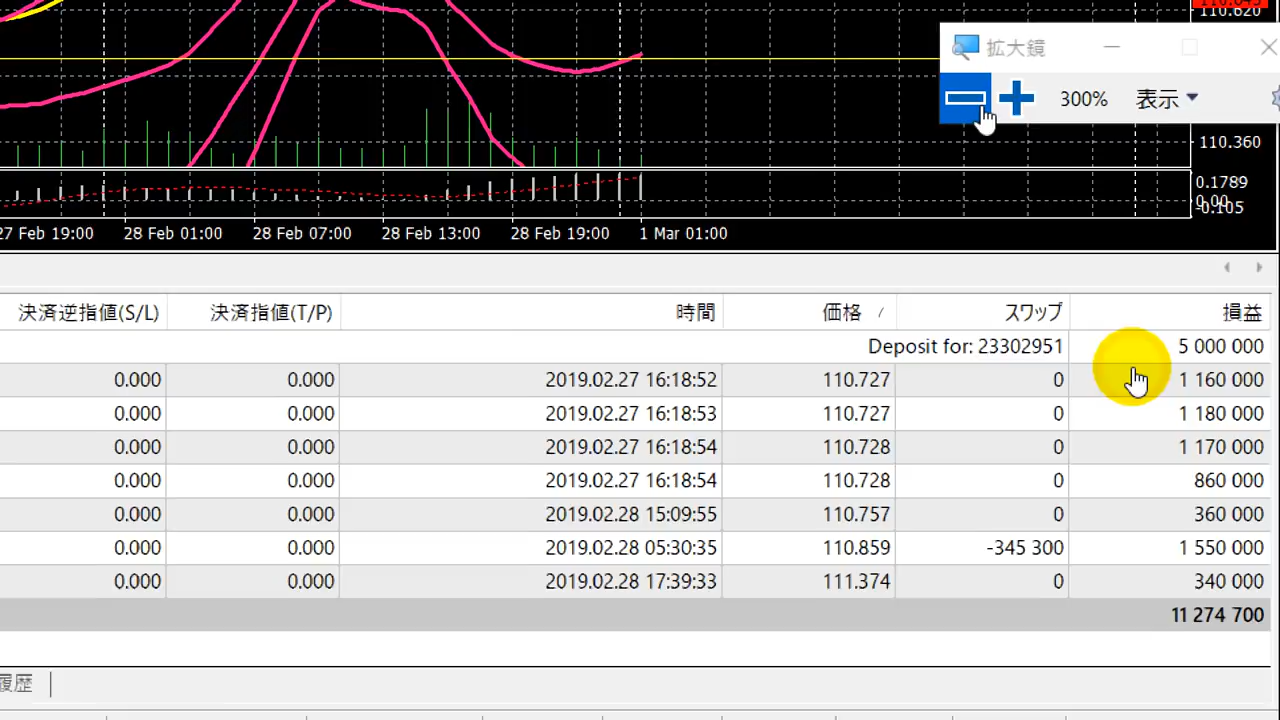 110.620
拡大鏡
300% 表示
110.360
0.1789
0.00
-0.105
27 Feb 19:00 28 Feb 01:00 28 Feb 07:00 28 Feb 13:00 28 Feb 19:00 1 Mar 01:00
決済逆指値(S/L) 決済指値(T/P) 時間 価格 / スワップ 損益
Deposit for: 23302951 5 000 000
0.000 0.000 2019.02.27 16:18:52 110.727 0 1 160 000
0.000 0.000 2019.02.27 16:18:53 110.727 0 1 180 000
0.000 0.000 2019.02.27 16:18:54 110.728 0 1 170 000
0.000 0.000 2019.02.27 16:18:54 110.728 0 860 000
0.000 0.000 2019.02.28 15:09:55 110.757 0 360 000
0.000 0.000 2019.02.28 05:30:35 110.859 -345 300 1 550 000
0.000 0.000 2019.02.28 17:39:33 111.374 0 340 000
11 274 700
履歴